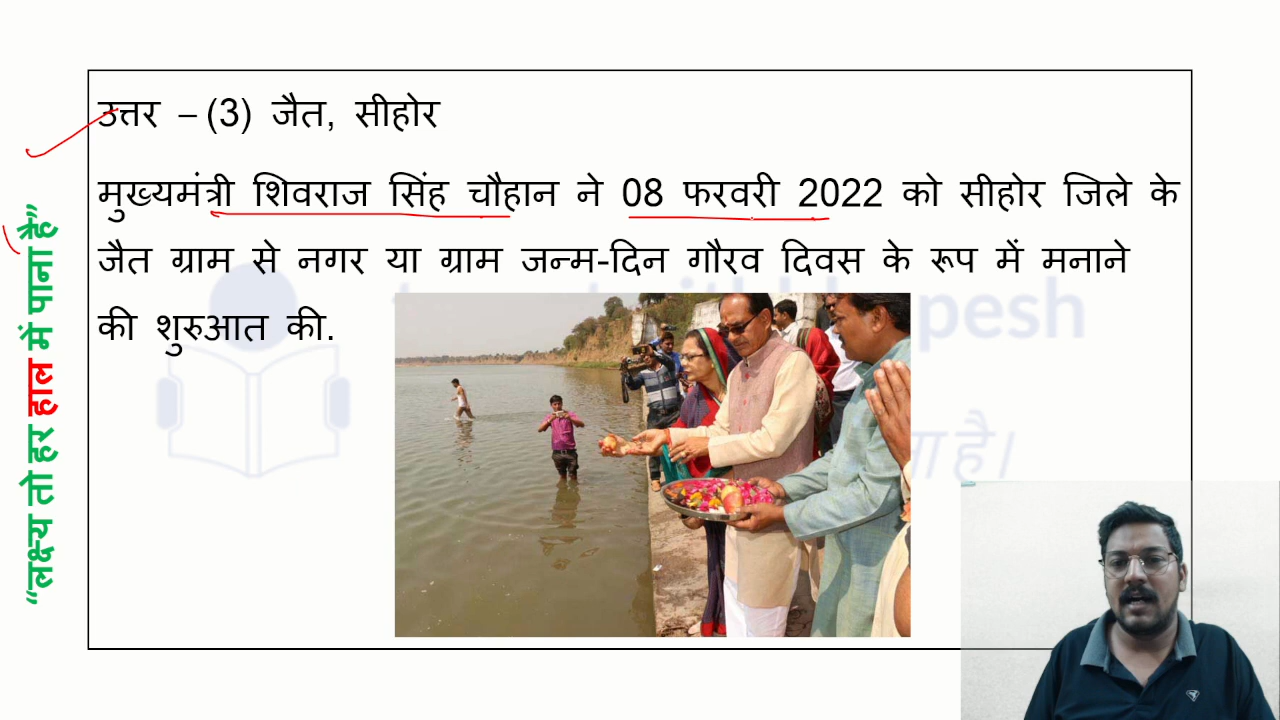 उत्तर – (3) जैत, सीहोर
मुख्यमंत्री शिवराज सिंह चौहान ने 08 फरवरी 2022 को सीहोर जिले के
जैत ग्राम से नगर या ग्राम जन्म-दिन गौरव दिवस के रूप में मनाने
की शुरुआत की.
“लक्ष्य तो हर हाल में पाना है”